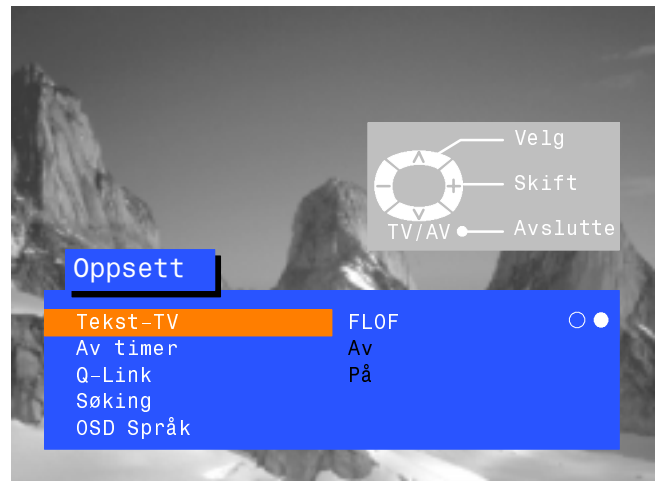 Velg
Skift
TV/AV Avslutte
Oppsett
Tekst-TV FLOF
Av timer Av
Q-Link På
Søking
OSD Språk